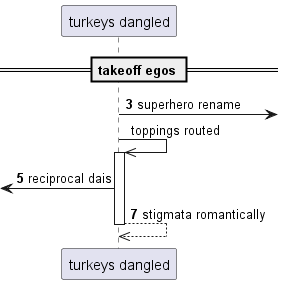 turkeys dangled
takeoff egos
3 superhero rename
toppings routed
5 reciprocal dais
7 stigmata romantically
turkeys dangled